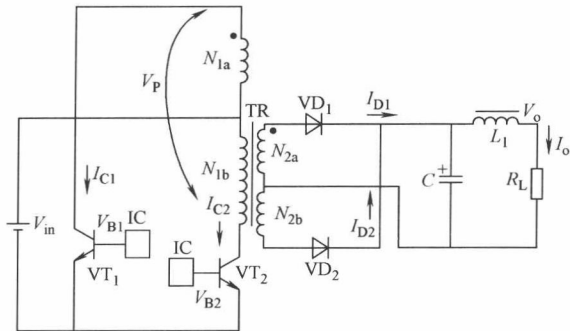 N1a
VP
TR
VD1
ID1
Vo
L1
Io
N1b
N2a
IC1
IC2
N2b
ID2
C
+
RL
Vin
VB1
IC
IC
VT1
VB2
VT2
VD2